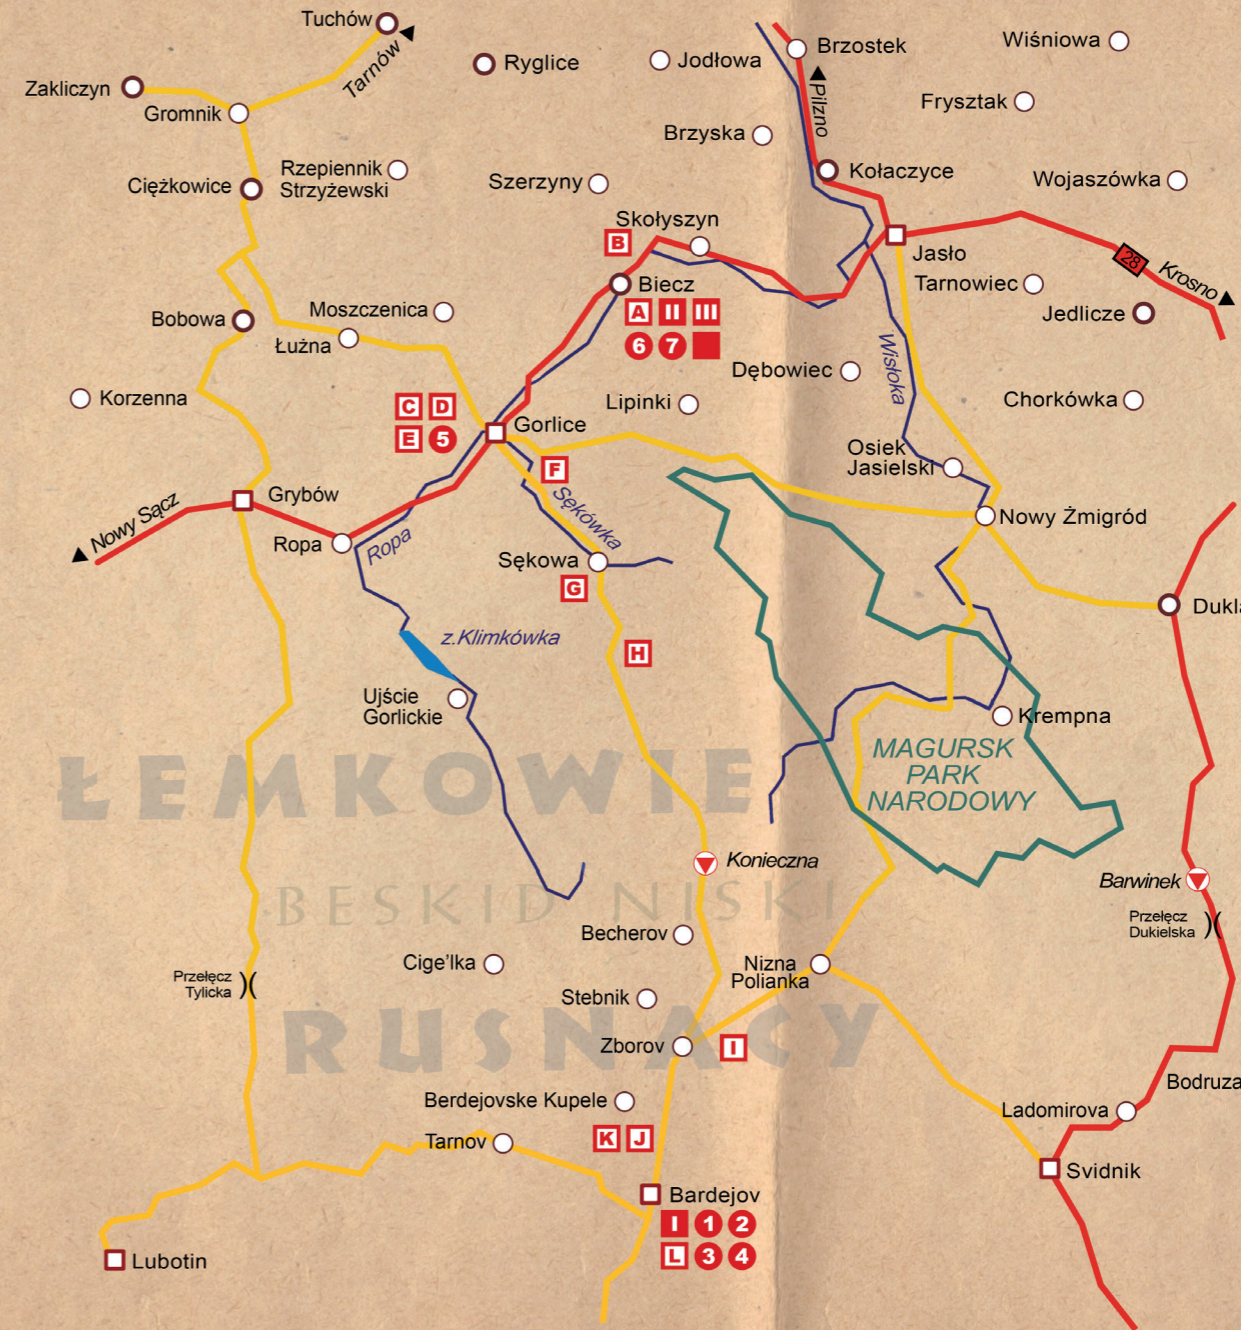 Tuchów
Tarnów
Ryglice
Jodłowa
Brzostek
Wiśniowa
Zakliczyn
Gromnik
Pilzno
Frysztak
Brzyska
Rzepiennik
Strzyżewski
Ciężkowice
Szerzyny
Kołaczyce
Wojaszówka
Skołyszyn
B
Jasło
28
Krosno
Biecz
Tarnowiec
Jedlicze
A II III
6 7
Moszczenica
Bobowa
Łużna
Wisłoka
Dębowiec
Korzenna
C D
E 5
Gorlice
Lipinki
Chorkówka
F
Osiek
Jasielski
Grybów
Nowy Sącz
Ropa
Ropa
Sękówka
Nowy Żmigród
Sękowa
G
Dukla
z.Klimkówka
H
Ujście
Gorlickie
Krempna
ŁEMKOWIE
MAGURSK
PARK
NARODOWY
Konieczna
Barwinek
BESKID NISKI
Przełęcz
Dukielska
Becherov
Cige'lka
Nizna
Polianka
Przełęcz
Tylicka
Stebnik
RUSNACY
Zborov
I
Bodruza
Berdejovske Kupele
Ladomirova
K J
Tarnov
Svidnik
Bardejov
I 1 2
L 3 4
Lubotin